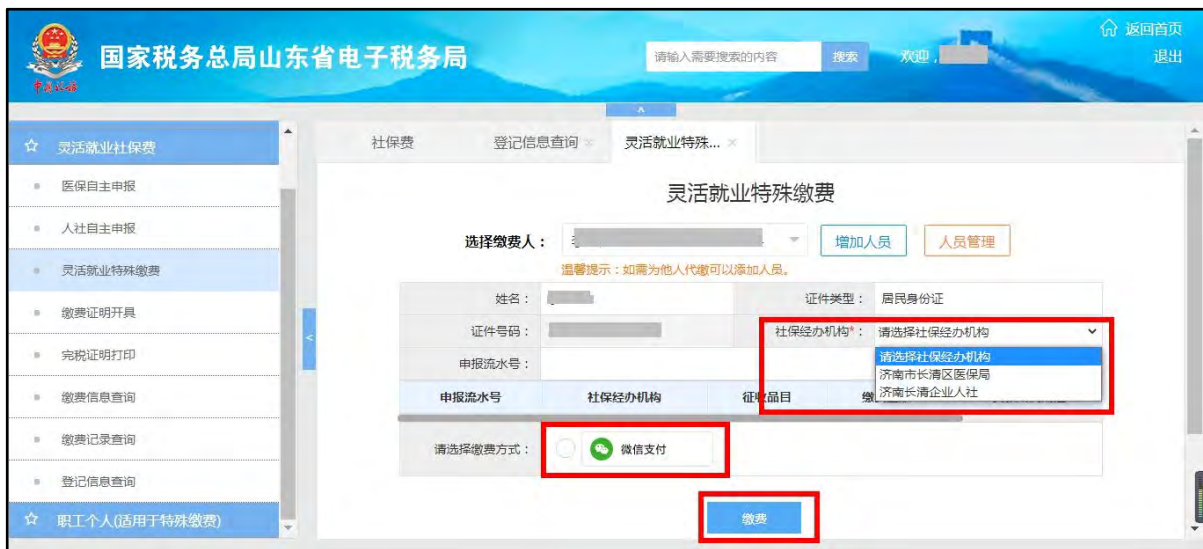 返回首页
国家税务总局山东省电子税务局
请输入需要搜索的内容 搜索 欢迎，
退出
社保费 登记信息查询 灵活就业特殊...
灵活就业社保费
医保自主申报
人社自主申报
灵活就业特殊缴费
缴费证明开具
完税证明打印
缴费信息查询
缴费记录查询
登记信息查询
职工个人(适用于特殊缴费)
灵活就业特殊缴费
选择缴费人： 增加人员 人员管理
温馨提示：如需为他人代缴可以添加人员。
姓名： 证件类型： 居民身份证
证件号码： 社保经办机构*： 请选择社保经办机构
请选择社保经办机构
济南市长清区医保局
济南长清企业人社
申报流水号：
申报流水号 社保经办机构 征收品目
请选择缴费方式： 微信支付
缴费